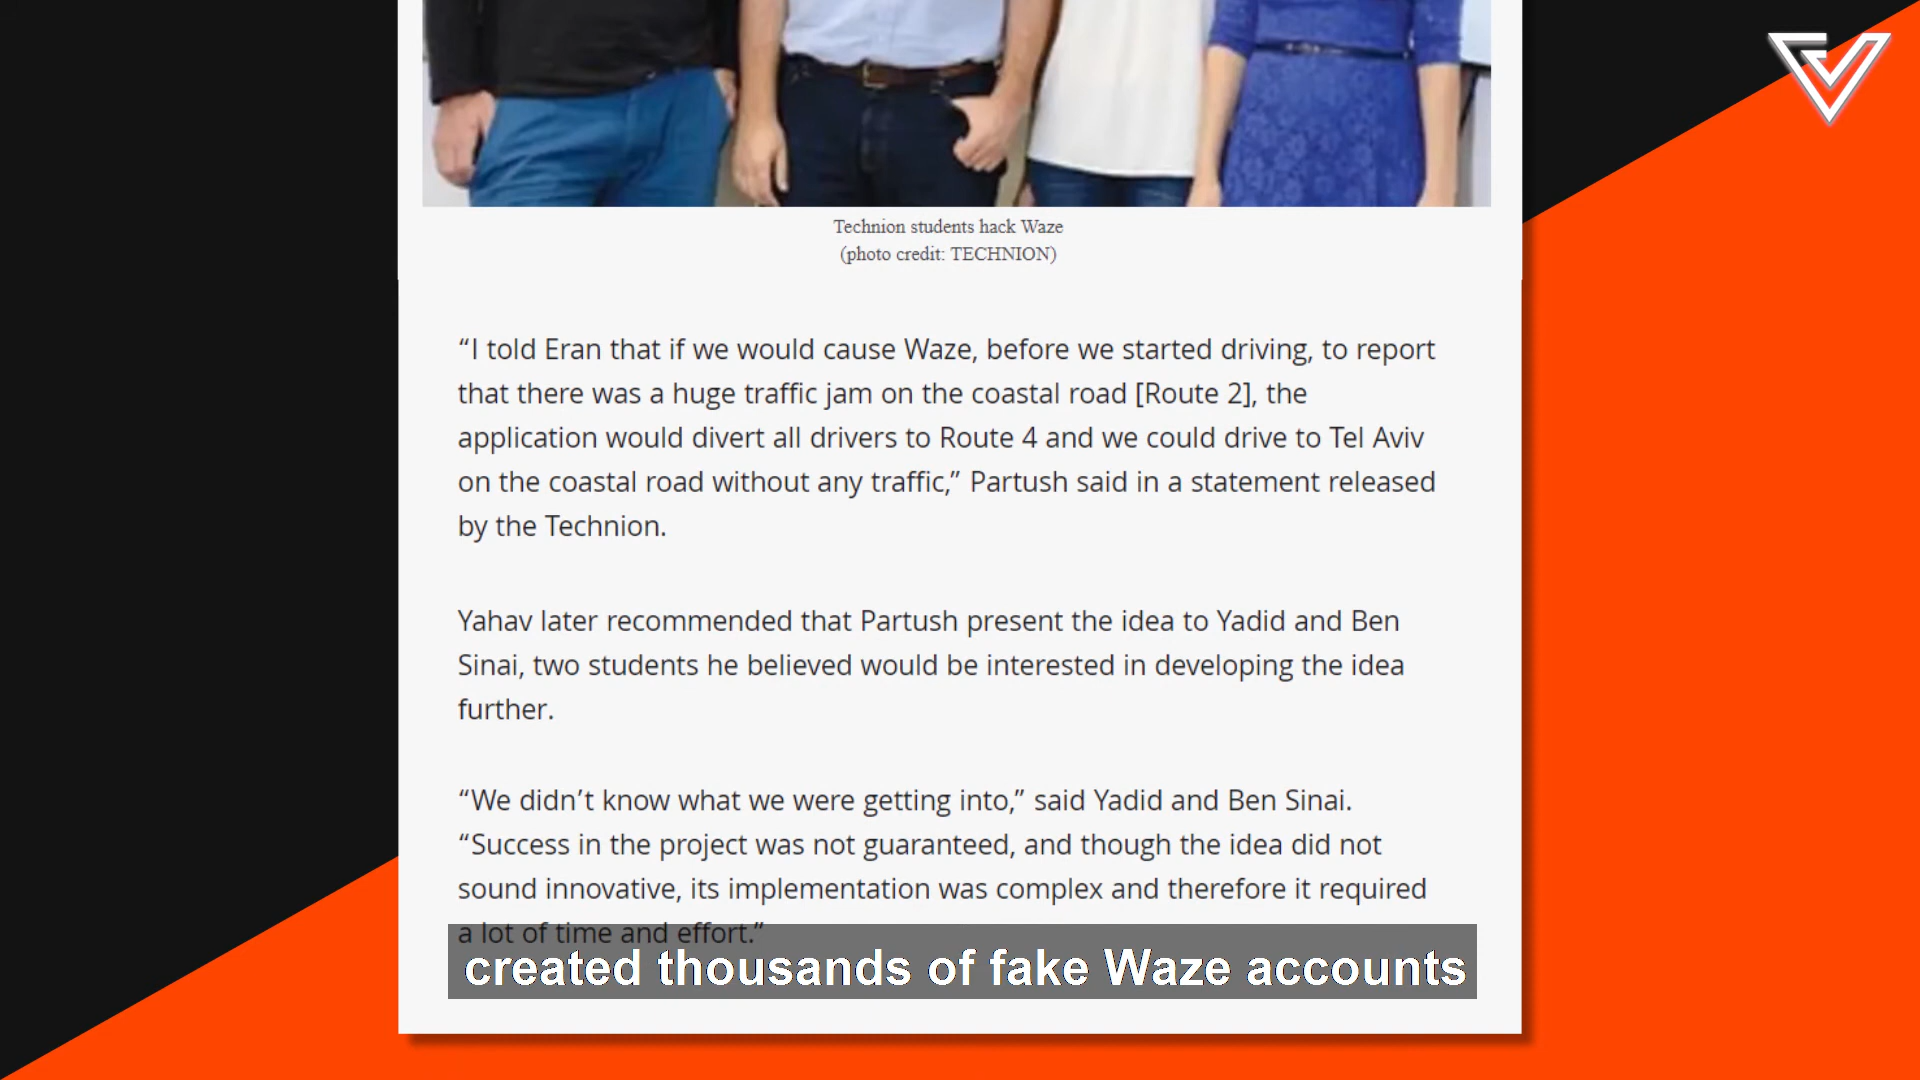 Technion students hack Waze
(photo credit: TECHNION)
“I told Eran that if we would cause Waze, before we started driving, to report
that there was a huge traffic jam on the coastal road [Route 2], the
application would divert all drivers to Route 4 and we could drive to Tel Aviv
on the coastal road without any traffic,” Partush said in a statement released
by the Technion.
Yahav later recommended that Partush present the idea to Yadid and Ben
Sinai, two students he believed would be interested in developing the idea
further.
“We didn’t know what we were getting into,” said Yadid and Ben Sinai.
“Success in the project was not guaranteed, and though the idea did not
sound innovative, its implementation was complex and therefore it required
a lot of time and effort.”
created thousands of fake Waze accounts